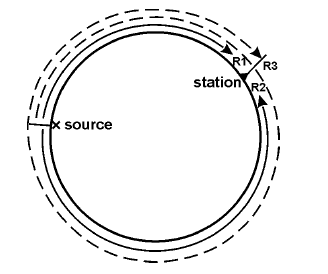 R1
R3
station
R2
× source